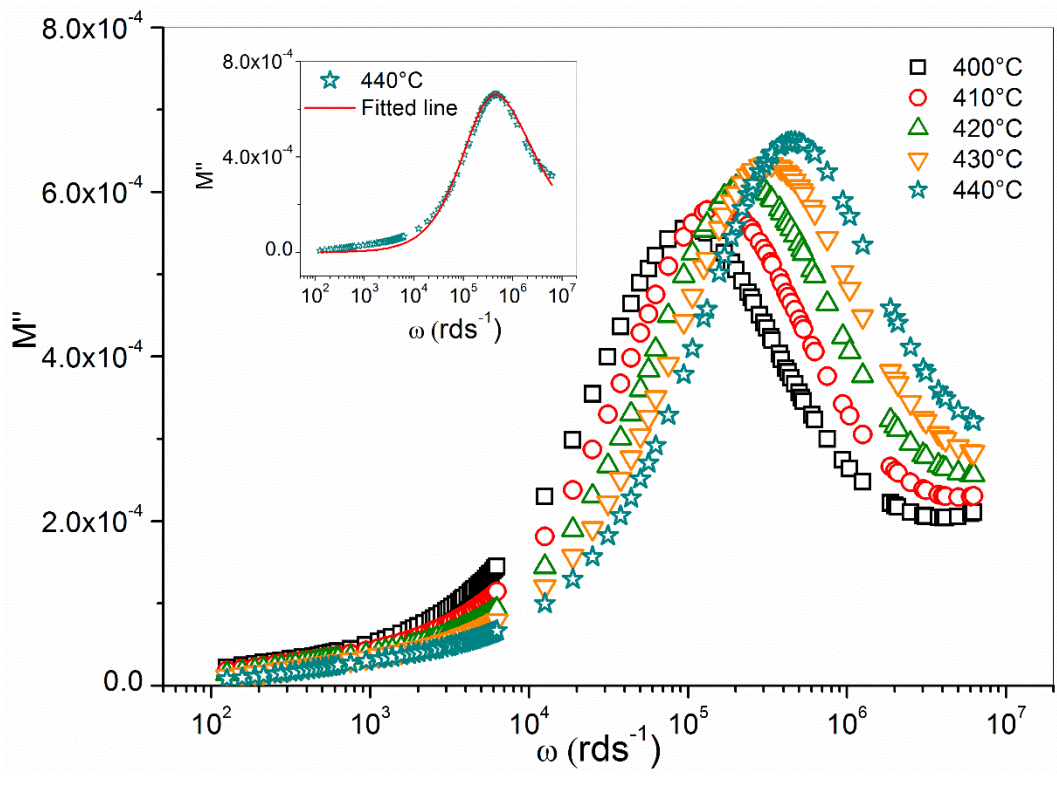 8.0x10⁻⁴
6.0x10⁻⁴
4.0x10⁻⁴
2.0x10⁻⁴
0.0
M''
10² 10³ 10⁴ 10⁵ 10⁶ 10⁷
ω (rds⁻¹)
8.0x10⁻⁴
4.0x10⁻⁴
0.0
M''
440°C
Fitted line
10² 10³ 10⁴ 10⁵ 10⁶ 10⁷
ω (rds⁻¹)
400°C
410°C
420°C
430°C
440°C